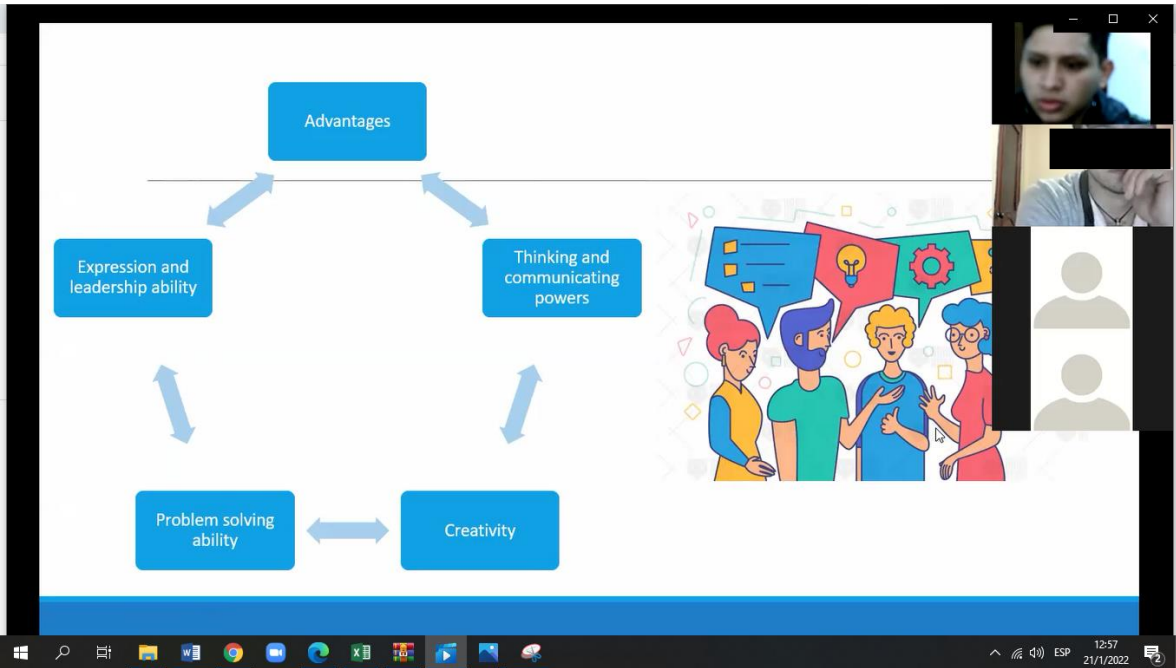 Advantages
Expression and
leadership ability
Thinking and
communicating
powers
Problem solving
ability
Creativity
ESP
12:57
21/1/2022
2